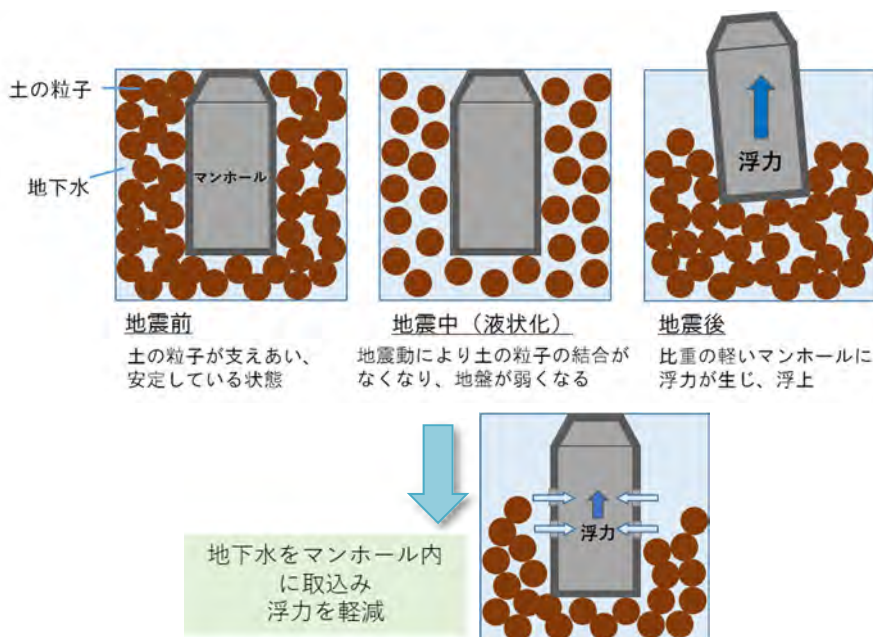 土の粒子
地下水
マンホール
浮力
地震前
土の粒子が支えあい、
安定している状態
地震中（液状化）
地震動により土の粒子の結合が
なくなり、地盤が弱くなる
地震後
比重の軽いマンホールに
浮力が生じ、浮上
地下水をマンホール内
に取込み
浮力を軽減
浮力